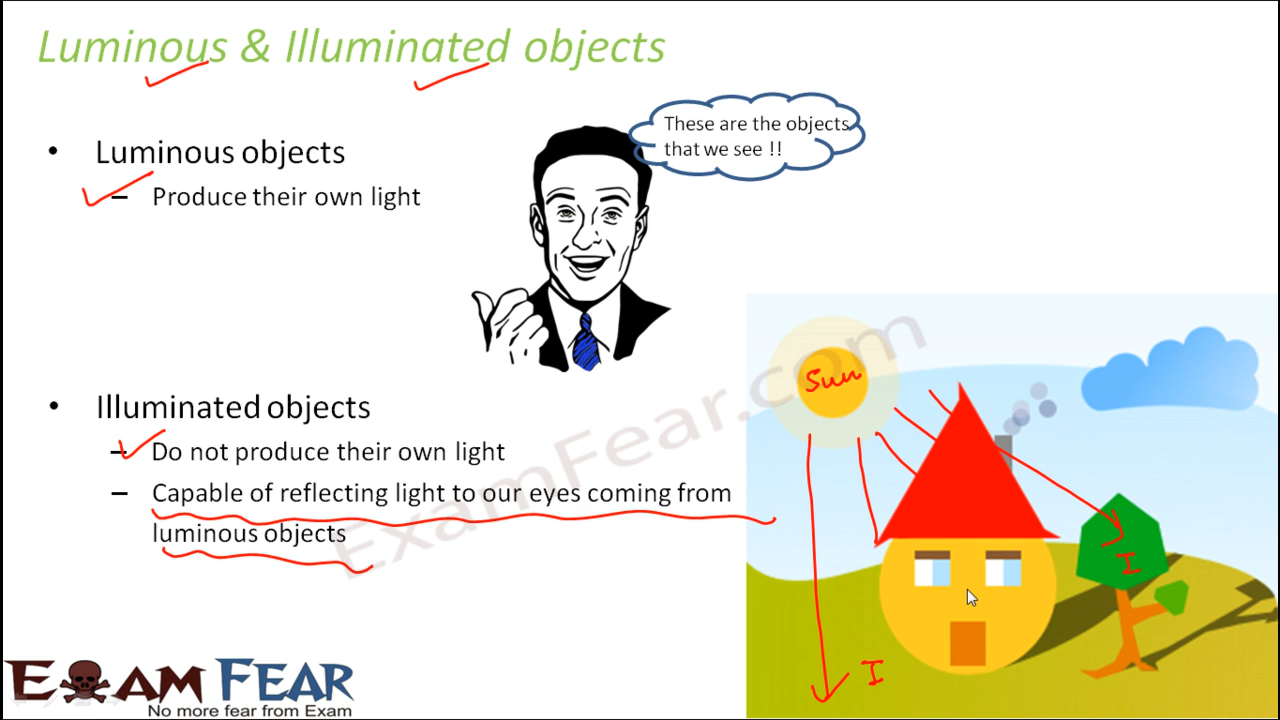 Luminous & Illuminated objects
These are the objects
that we see !!
• Luminous objects
– Produce their own light
• Illuminated objects
– Do not produce their own light
– Capable of reflecting light to our eyes coming from
luminous objects
Sun
I
I
ExamFear.com
EXAM FEAR
No more fear from Exam